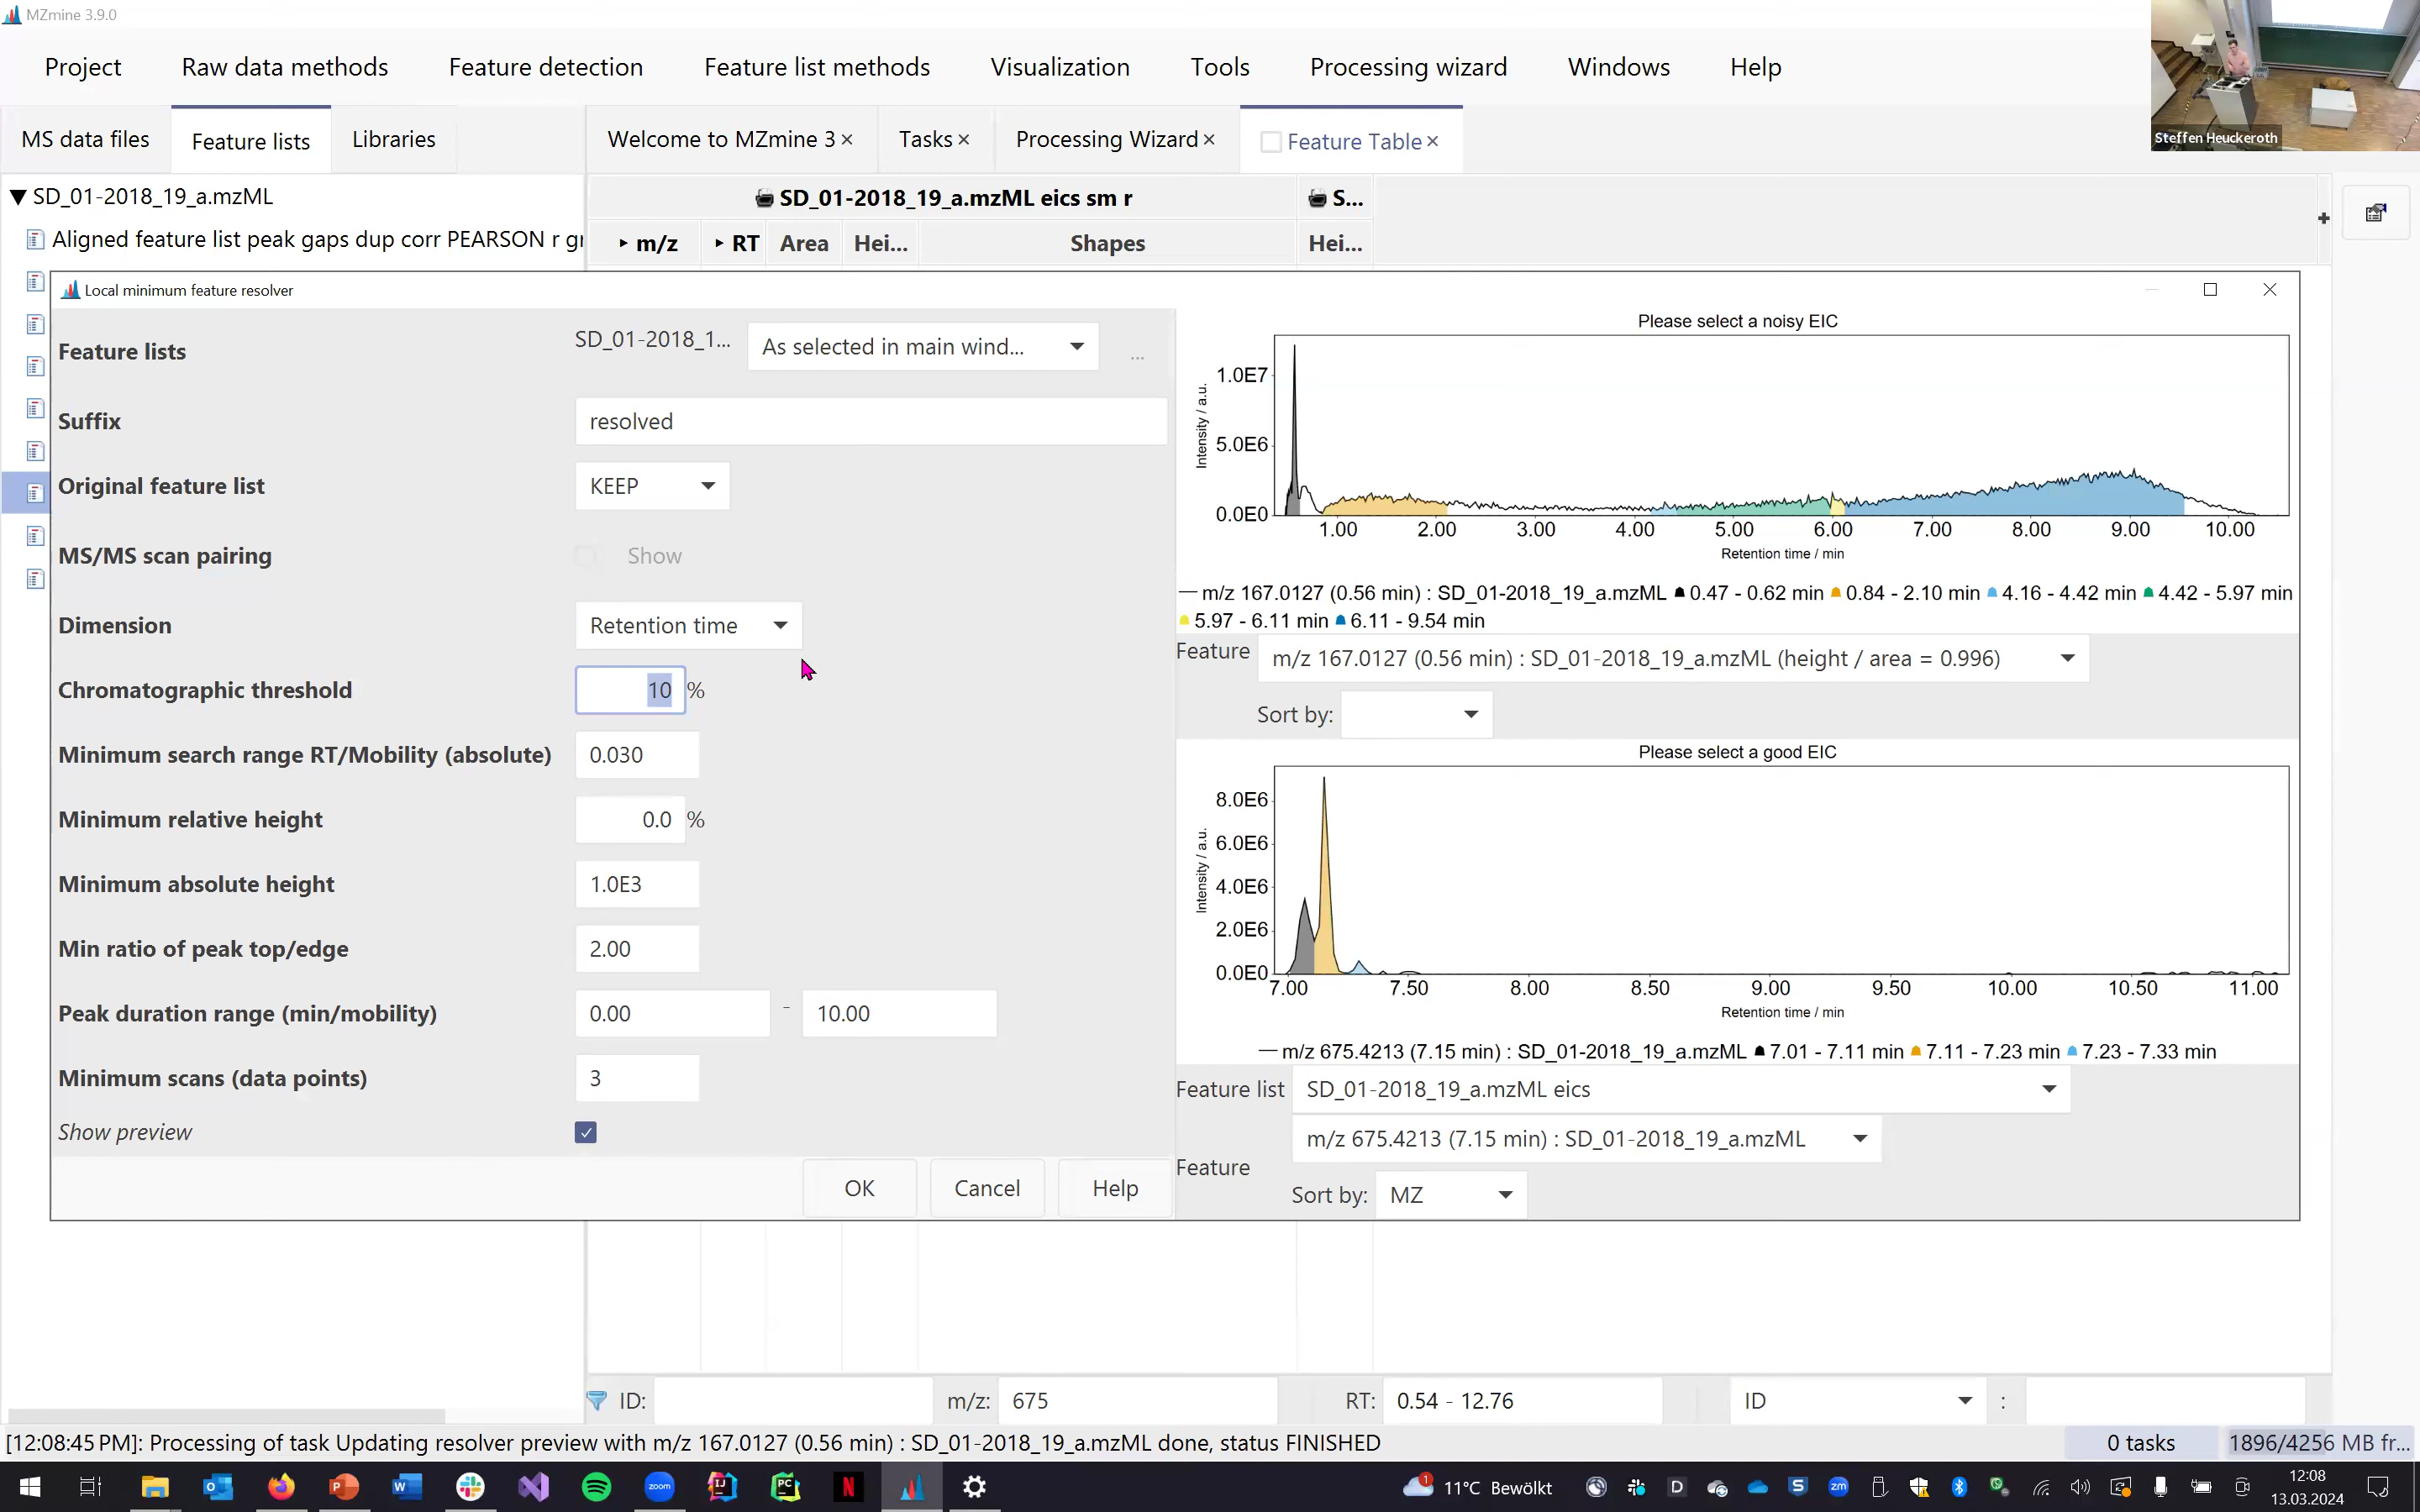 MZmine 3.9.0
Project Raw data methods Feature detection Feature list methods Visualization Tools Processing wizard Windows Help
Steffen Heuckeroth
MS data files Feature lists Libraries Welcome to MZmine 3 × Tasks × Processing Wizard × Feature Table ×
SD_01-2018_19_a.mzML
SD_01-2018_19_a.mzML eics sm r S...
Aligned feature list peak gaps dup corr PEARSON r gr
m/z RT Area Hei... Shapes Hei...
Local minimum feature resolver
Feature lists SD_01-2018_1... As selected in main wind... ...
Suffix resolved
Original feature list KEEP
MS/MS scan pairing Show
Dimension Retention time
Chromatographic threshold 10 %
Minimum search range RT/Mobility (absolute) 0.030
Minimum relative height 0.0 %
Minimum absolute height 1.0E3
Min ratio of peak top/edge 2.00
Peak duration range (min/mobility) 0.00 - 10.00
Minimum scans (data points) 3
Show preview
OK Cancel Help
Please select a noisy EIC
Intensity / a.u.
1.0E7
5.0E6
0.0E0
1.00 2.00 3.00 4.00 5.00 6.00 7.00 8.00 9.00 10.00
Retention time / min
m/z 167.0127 (0.56 min) : SD_01-2018_19_a.mzML 0.47 - 0.62 min 0.84 - 2.10 min 4.16 - 4.42 min 4.42 - 5.97 min
5.97 - 6.11 min 6.11 - 9.54 min
Feature m/z 167.0127 (0.56 min) : SD_01-2018_19_a.mzML (height / area = 0.996)
Sort by:
Please select a good EIC
Intensity / a.u.
8.0E6
6.0E6
4.0E6
2.0E6
0.0E0
7.00 7.50 8.00 8.50 9.00 9.50 10.00 10.50 11.00
Retention time / min
m/z 675.4213 (7.15 min) : SD_01-2018_19_a.mzML 7.01 - 7.11 min 7.11 - 7.23 min 7.23 - 7.33 min
Feature list SD_01-2018_19_a.mzML eics
m/z 675.4213 (7.15 min) : SD_01-2018_19_a.mzML
Feature
Sort by: MZ
ID: m/z: 675 RT: 0.54 - 12.76 ID :
[12:08:45 PM]: Processing of task Updating resolver preview with m/z 167.0127 (0.56 min) : SD_01-2018_19_a.mzML done, status FINISHED 0 tasks 1896/4256 MB fr...
11°C Bewölkt
12:08
13.03.2024